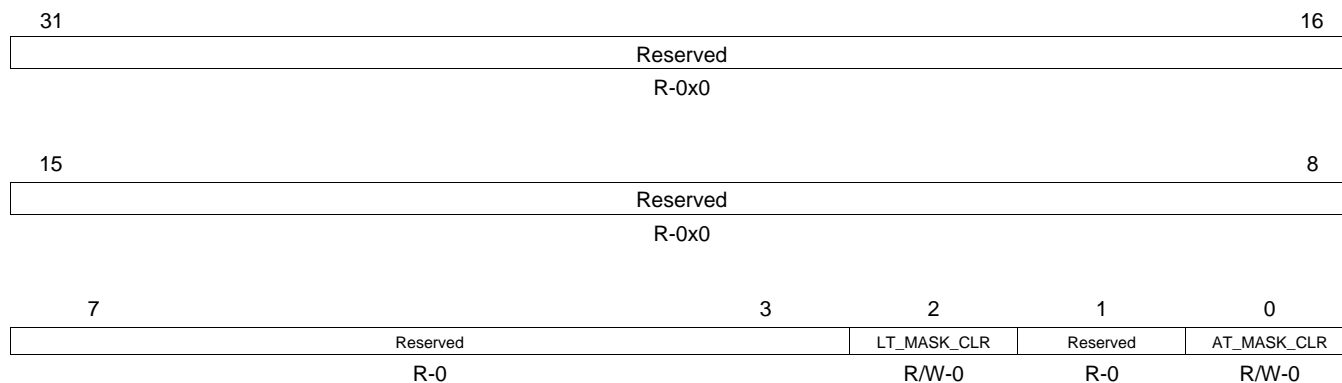 31 16
Reserved
R-0x0
15 8
Reserved
R-0x0
7 3 2 1 0
Reserved LT_MASK_CLR Reserved AT_MASK_CLR
R-0 R/W-0 R-0 R/W-0